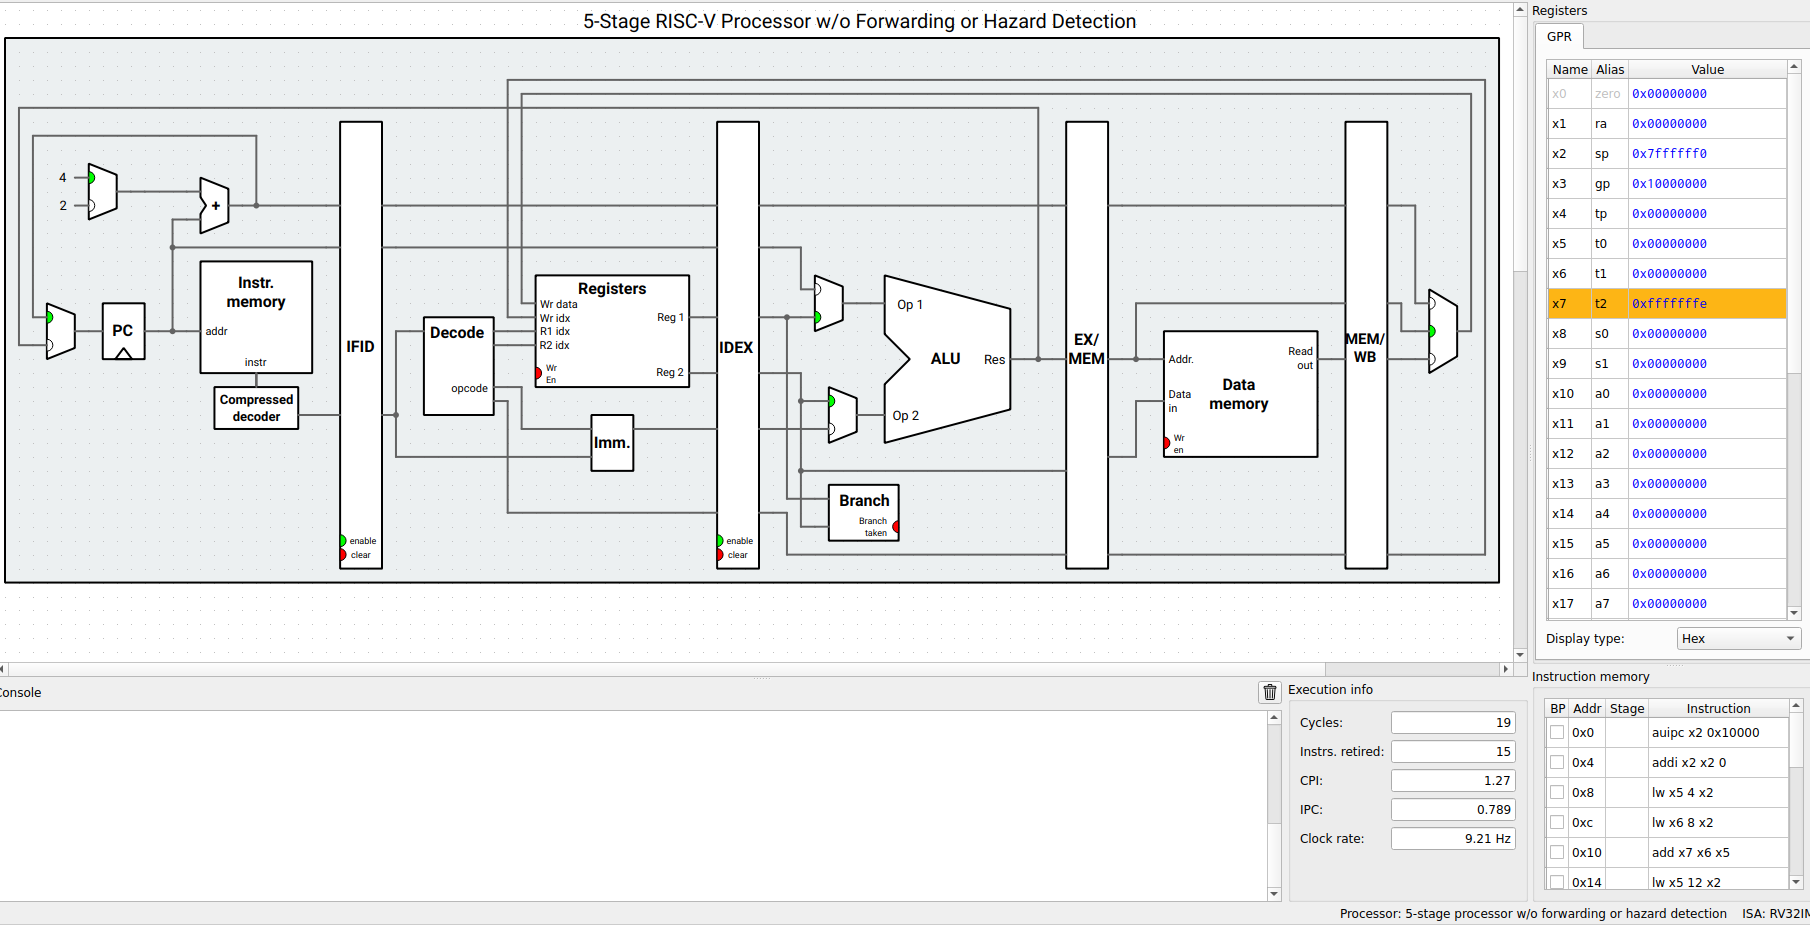 5-Stage RISC-V Processor w/o Forwarding or Hazard Detection
4
2
+
PC
Instr.
memory
addr
instr
Compressed
decoder
IFID
enable
clear
Decode
opcode
Registers
Wr data
Wr idx
R1 idx
R2 idx
Wr
En
Reg 1
Reg 2
Imm.
IDEX
enable
clear
Op 1
ALU
Res
Op 2
Branch
Branch
taken
EX/
MEM
Addr.
Data
in
Wr
en
Read
out
Data
memory
MEM/
WB
Registers
GPR
Name Alias Value
x0 zero 0x00000000
x1 ra 0x00000000
x2 sp 0x7ffffff0
x3 gp 0x10000000
x4 tp 0x00000000
x5 t0 0x00000000
x6 t1 0x00000000
x7 t2 0xfffffffe
x8 s0 0x00000000
x9 s1 0x00000000
x10 a0 0x00000000
x11 a1 0x00000000
x12 a2 0x00000000
x13 a3 0x00000000
x14 a4 0x00000000
x15 a5 0x00000000
x16 a6 0x00000000
x17 a7 0x00000000
Display type: Hex
Console
Execution info
Cycles: 19
Instrs. retired: 15
CPI: 1.27
IPC: 0.789
Clock rate: 9.21 Hz
Instruction memory
BP Addr Stage Instruction
0x0 auipc x2 0x10000
0x4 addi x2 x2 0
0x8 lw x5 4 x2
0xc lw x6 8 x2
0x10 add x7 x6 x5
0x14 lw x5 12 x2
Processor: 5-stage processor w/o forwarding or hazard detection ISA: RV32IM